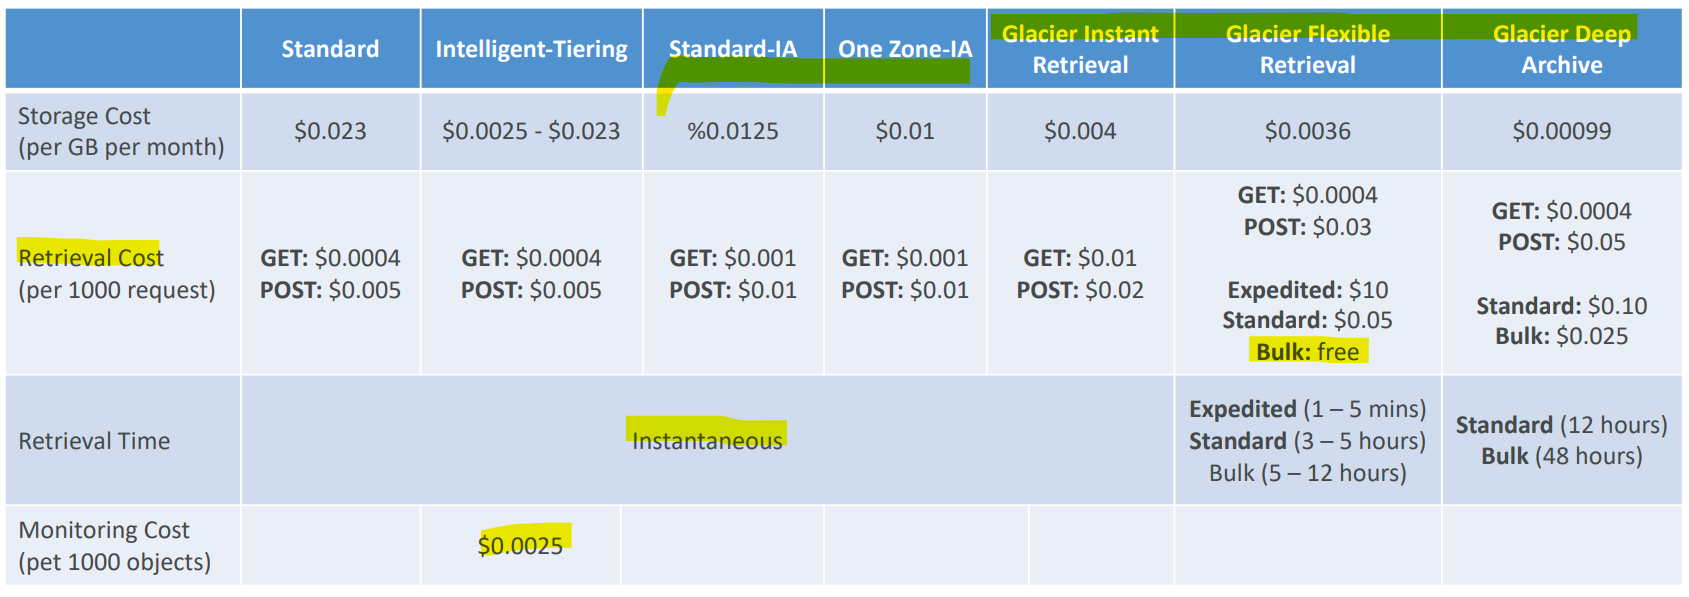 Standard
Intelligent-Tiering
Standard-IA
One Zone-IA
Glacier Instant
Retrieval
Glacier Flexible
Retrieval
Glacier Deep
Archive
Storage Cost
(per GB per month)
$0.023
$0.0025 - $0.023
%0.0125
$0.01
$0.004
$0.0036
$0.00099
Retrieval Cost
(per 1000 request)
GET: $0.0004
POST: $0.005
GET: $0.0004
POST: $0.005
GET: $0.001
POST: $0.01
GET: $0.001
POST: $0.01
GET: $0.01
POST: $0.02
GET: $0.0004
POST: $0.03
Expedited: $10
Standard: $0.05
Bulk: free
GET: $0.0004
POST: $0.05
Standard: $0.10
Bulk: $0.025
Retrieval Time
Instantaneous
Expedited (1 – 5 mins)
Standard (3 – 5 hours)
Bulk (5 – 12 hours)
Standard (12 hours)
Bulk (48 hours)
Monitoring Cost
(pet 1000 objects)
$0.0025